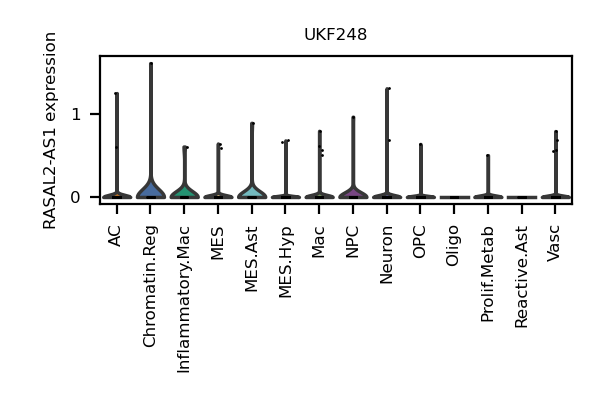 UKF248
RASAL2-AS1 expression
1
0
AC
Chromatin.Reg
Inflammatory.Mac
MES
MES.Ast
MES.Hyp
Mac
NPC
Neuron
OPC
Oligo
Prolif.Metab
Reactive.Ast
Vasc